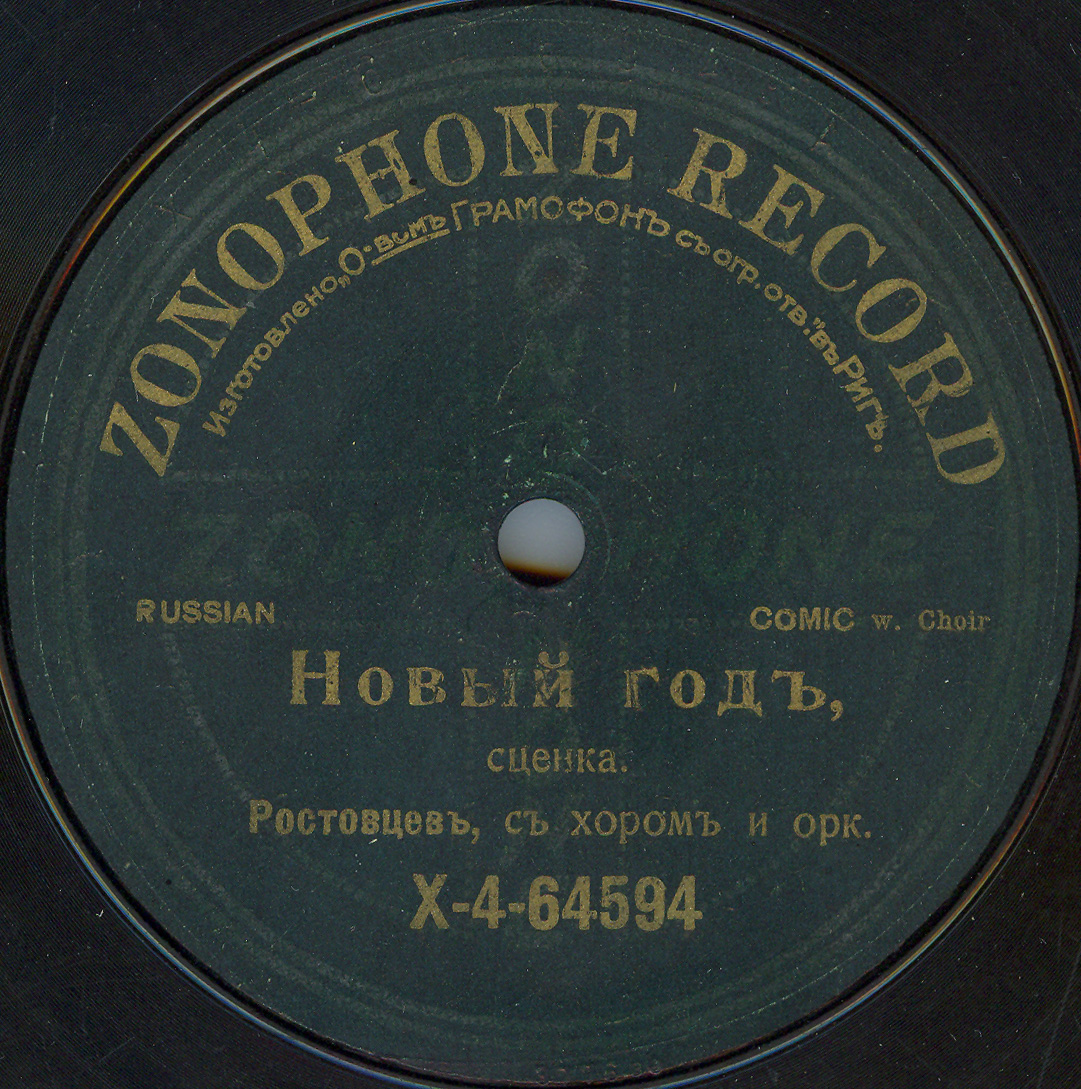 ZONOPHONE RECORD
Изготовлено „О-вомъ ГРАМОФОНЪ съ огр. отв.“ въ Ригѣ.
ZONOPHONE
RUSSIAN
COMIC w. Choir
Новый годъ,
сценка.
Ростовцевъ, съ хоромъ и орк.
X-4-64594